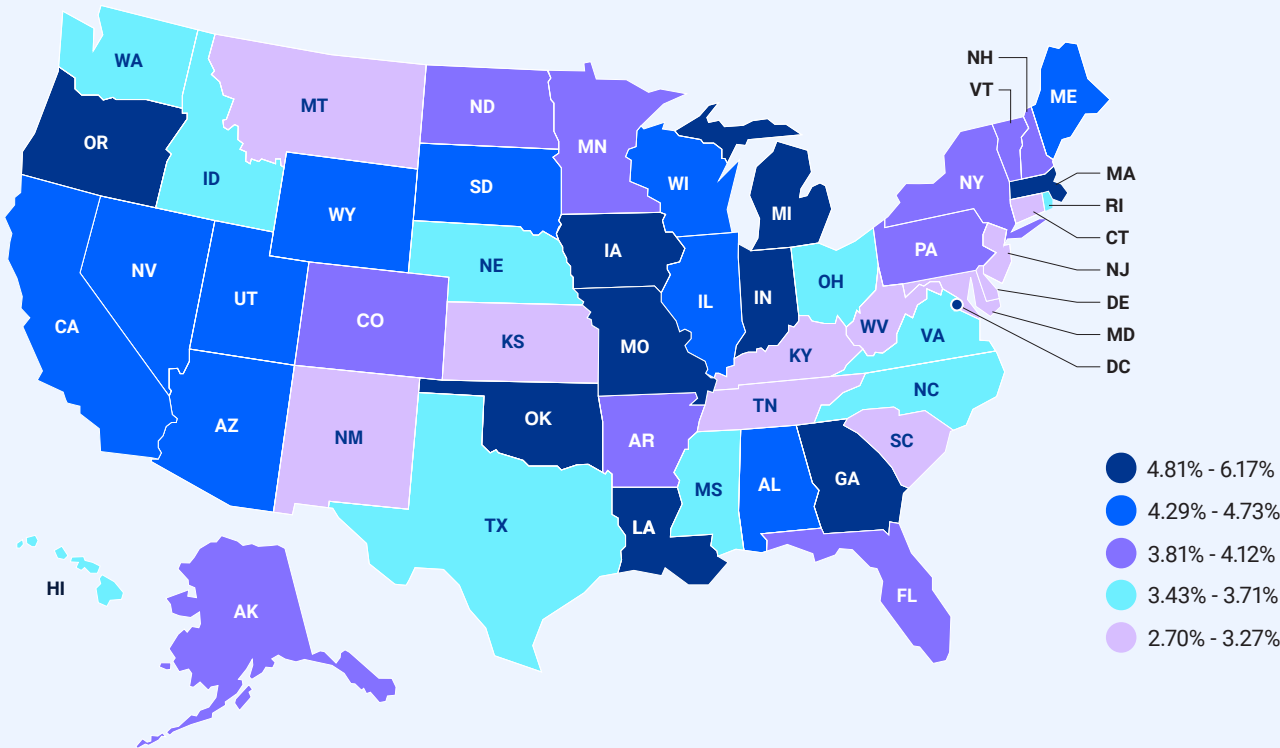 WA
MT
ND
MN
OR
ID
SD
WI
MI
WY
IA
NE
NV
UT
CO
CA
IL
IN
OH
PA
NY
NH
VT
ME
MA
RI
CT
NJ
DE
MD
DC
KS
MO
KY
WV
VA
NC
TN
AZ
NM
OK
AR
SC
MS
AL
GA
TX
LA
FL
HI
AK
4.81% - 6.17%
4.29% - 4.73%
3.81% - 4.12%
3.43% - 3.71%
2.70% - 3.27%